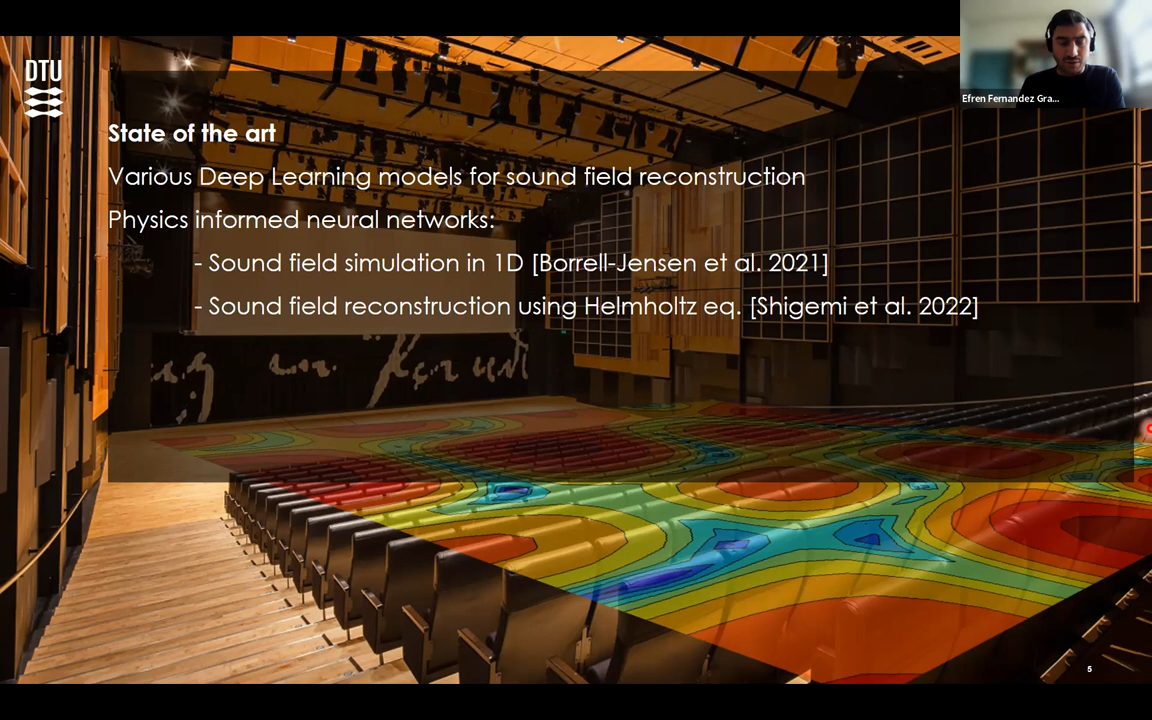 DTU
Efren Fernandez Gra...
State of the art
Various Deep Learning models for sound field reconstruction
Physics informed neural networks:
- Sound field simulation in 1D [Borrell-Jensen et al. 2021]
- Sound field reconstruction using Helmholtz eq. [Shigemi et al. 2022]
5